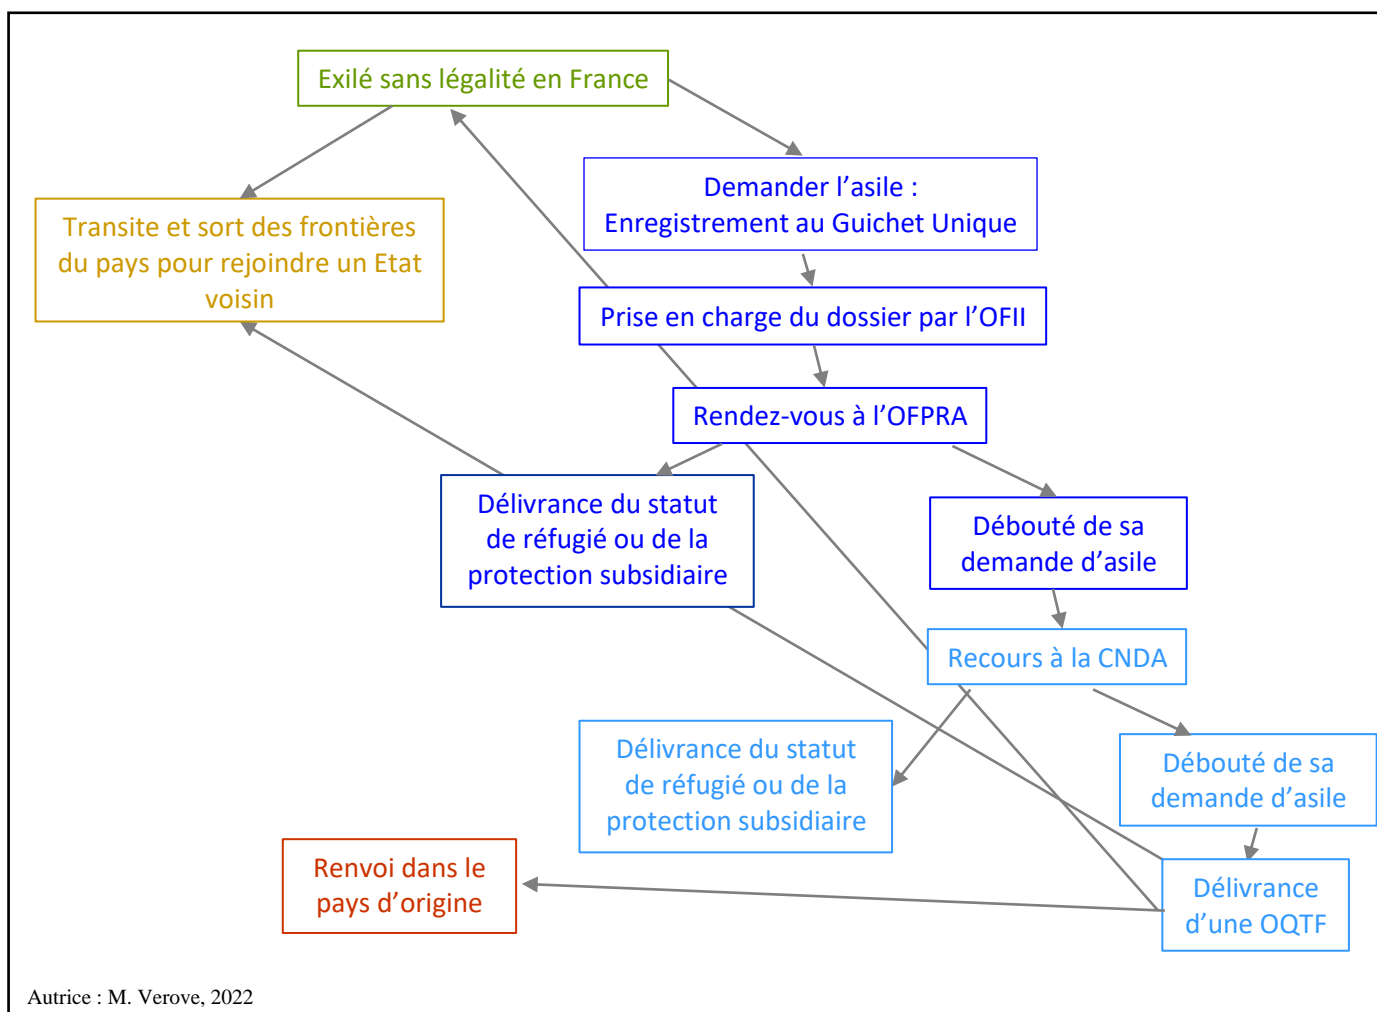 Exilé sans légalité en France
Demander l’asile :
Enregistrement au Guichet Unique
Transite et sort des frontières
du pays pour rejoindre un Etat
voisin
Prise en charge du dossier par l’OFII
Rendez-vous à l’OFPRA
Délivrance du statut
de réfugié ou de la
protection subsidiaire
Débouté de sa
demande d’asile
Recours à la CNDA
Délivrance du statut
de réfugié ou de la
protection subsidiaire
Débouté de sa
demande d’asile
Renvoi dans le
pays d’origine
Délivrance
d’une OQTF
Autrice : M. Verove, 2022